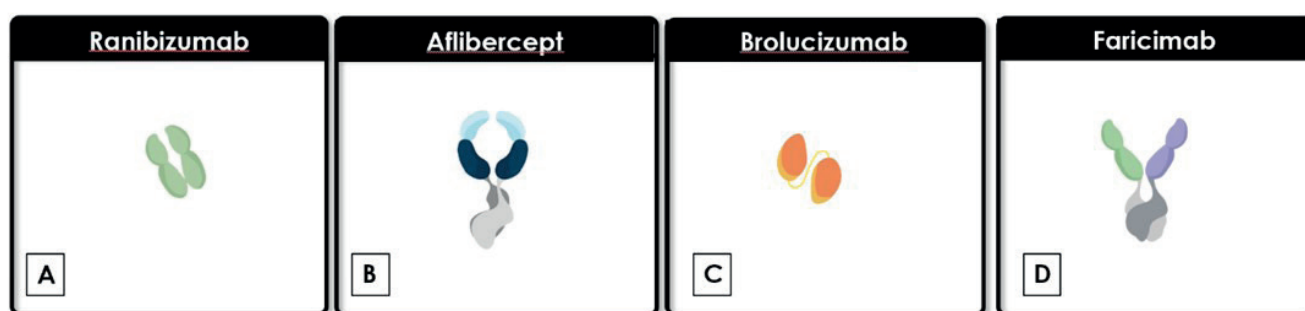 Ranibizumab
Aflibercept
Brolucizumab
Faricimab
A
B
C
D